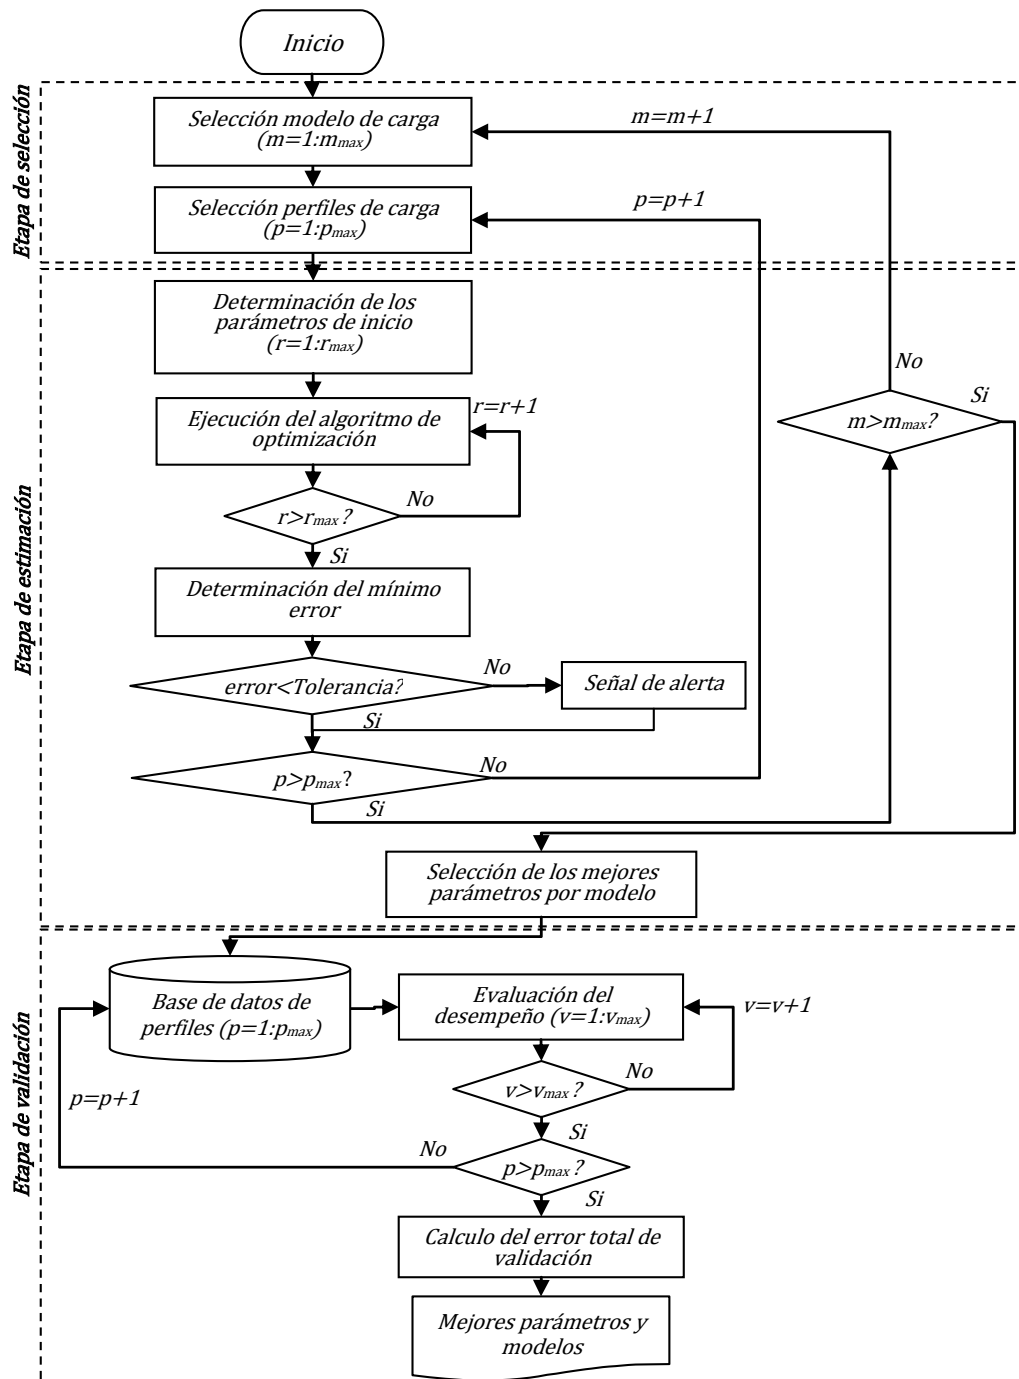 Inicio
Etapa de selección
Selección modelo de carga
(m=1:mmax)
m=m+1
Selección perfiles de carga
(p=1:pmax)
p=p+1
Etapa de estimación
Determinación de los
parámetros de inicio
(r=1:rmax)
Ejecución del algoritmo de
optimización
r=r+1
r>rmax?
No
Si
m>mmax?
No
Si
Determinación del mínimo
error
error<Tolerancia?
No
Señal de alerta
Si
p>pmax?
No
Si
Selección de los mejores
parámetros por modelo
Etapa de validación
Base de datos de
perfiles (p=1:pmax)
Evaluación del
desempeño (v=1:vmax)
v=v+1
v>vmax?
No
Si
p=p+1
p>pmax?
No
Si
Calculo del error total de
validación
Mejores parámetros y
modelos